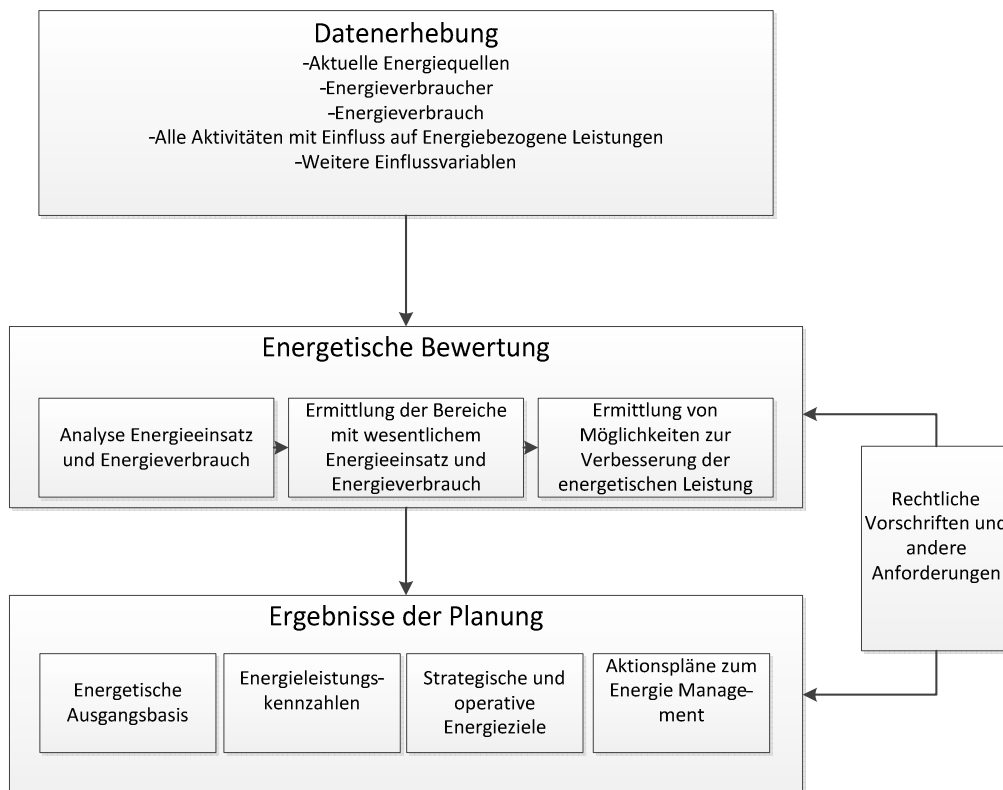 Datenerhebung
-Aktuelle Energiequellen
-Energieverbraucher
-Energieverbrauch
-Alle Aktivitäten mit Einfluss auf Energiebezogene Leistungen
-Weitere Einflussvariablen
Energetische Bewertung
Analyse Energieeinsatz
und Energieverbrauch
Ermittlung der Bereiche
mit wesentlichem
Energieeinsatz und
Energieverbrauch
Ermittlung von
Möglichkeiten zur
Verbesserung der
energetischen Leistung
Rechtliche
Vorschriften und
andere
Anforderungen
Ergebnisse der Planung
Energetische
Ausgangsbasis
Energieleistungs-
kennzahlen
Strategische und
operative
Energieziele
Aktionspläne zum
Energie Manage-
ment